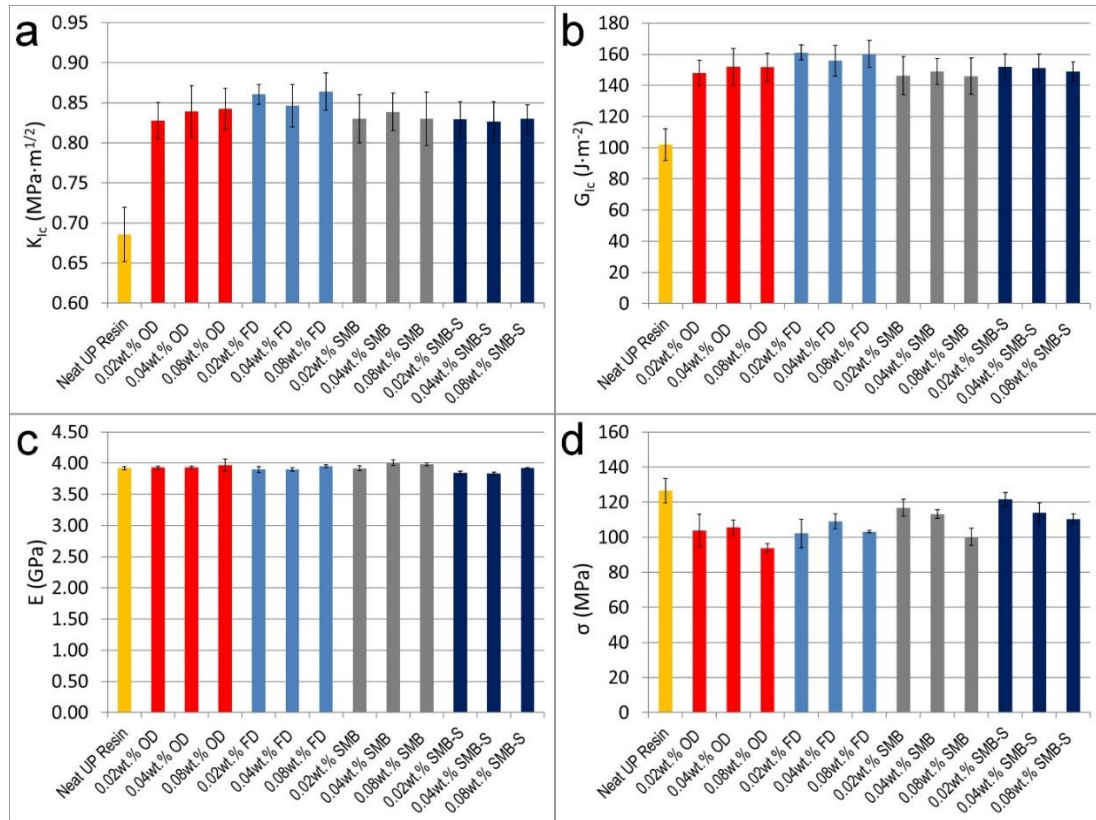 a
K_Ic (MPa·m^1/2)
0.95
0.90
0.85
0.80
0.75
0.70
0.65
0.60
Neat UP Resin
0.02wt.% OD
0.04wt.% OD
0.08wt.% OD
0.02wt.% FD
0.04wt.% FD
0.08wt.% FD
0.02wt.% SMB
0.04wt.% SMB
0.08wt.% SMB
0.02wt.% SMB-S
0.04wt.% SMB-S
0.08wt.% SMB-S
b
G_Ic (J·m^-2)
180
160
140
120
100
80
60
40
20
0
Neat UP Resin
0.02wt.% OD
0.04wt.% OD
0.08wt.% OD
0.02wt.% FD
0.04wt.% FD
0.08wt.% FD
0.02wt.% SMB
0.04wt.% SMB
0.08wt.% SMB
0.02wt.% SMB-S
0.04wt.% SMB-S
0.08wt.% SMB-S
c
E (GPa)
4.50
4.00
3.50
3.00
2.50
2.00
1.50
1.00
0.50
0.00
Neat UP Resin
0.02wt.% OD
0.04wt.% OD
0.08wt.% OD
0.02wt.% FD
0.04wt.% FD
0.08wt.% FD
0.02wt.% SMB
0.04wt.% SMB
0.08wt.% SMB
0.02wt.% SMB-S
0.04wt.% SMB-S
0.08wt.% SMB-S
d
σ (MPa)
160
140
120
100
80
60
40
20
0
Neat UP Resin
0.02wt.% OD
0.04wt.% OD
0.08wt.% OD
0.02wt.% FD
0.04wt.% FD
0.08wt.% FD
0.02wt.% SMB
0.04wt.% SMB
0.08wt.% SMB
0.02wt.% SMB-S
0.04wt.% SMB-S
0.08wt.% SMB-S